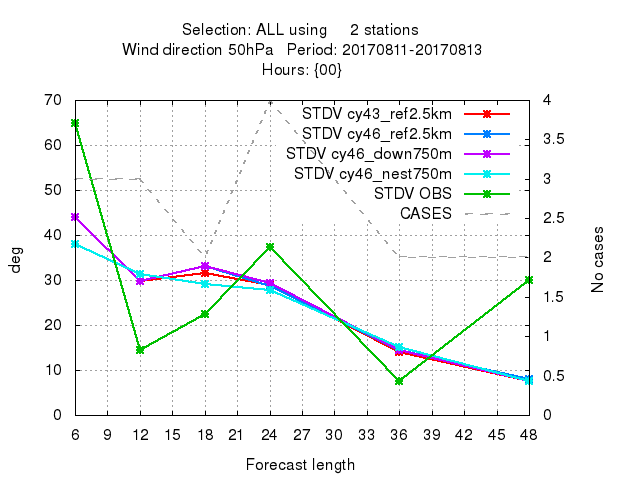 Selection: ALL using 2 stations
Wind direction 50hPa Period: 20170811-20170813
Hours: {00}
STDV cy43_ref2.5km
STDV cy46_ref2.5km
STDV cy46_down750m
STDV cy46_nest750m
STDV OBS
CASES
deg
70
60
50
40
30
20
10
0
No cases
4
3.5
3
2.5
2
1.5
1
0.5
0
6 9 12 15 18 21 24 27 30 33 36 39 42 45 48
Forecast length